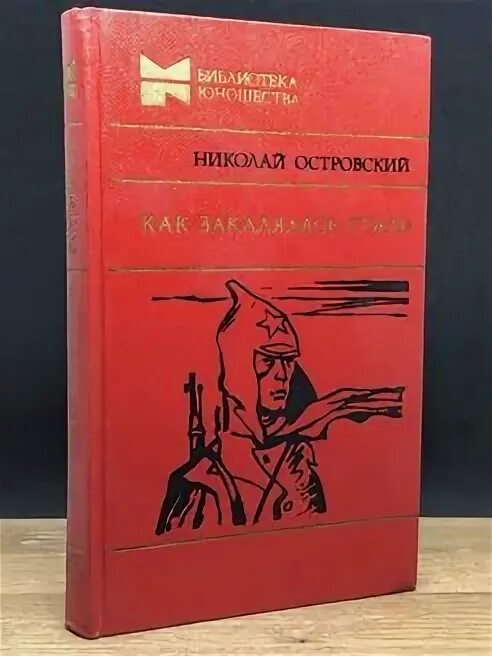 БИБЛИОТЕКА
ЮНОШЕСТВА
НИКОЛАЙ ОСТРОВСКИЙ
КАК ЗАКАЛЯЛАСЬ СТАЛЬ